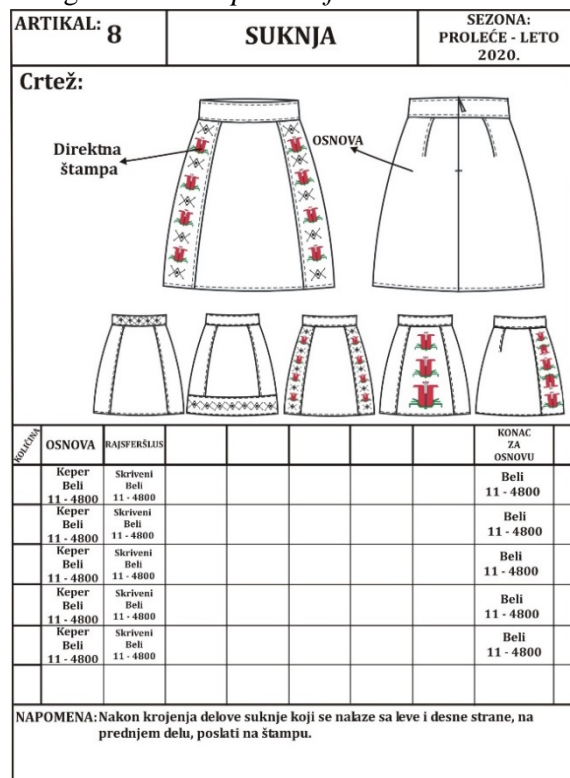 ARTIKAL: 8
SUKNJA
SEZONA:
PROLEĆE - LETO
2020.
Crtež:
Direktna
štampa
OSNOVA
KOLIČINA
OSNOVA
RAJSFERŠLUS
KONAC
ZA
OSNOVU
Keper
Beli
11 - 4800
Skriveni
Beli
11 - 4800
Beli
11 - 4800
Keper
Beli
11 - 4800
Skriveni
Beli
11 - 4800
Beli
11 - 4800
Keper
Beli
11 - 4800
Skriveni
Beli
11 - 4800
Beli
11 - 4800
Keper
Beli
11 - 4800
Skriveni
Beli
11 - 4800
Beli
11 - 4800
Keper
Beli
11 - 4800
Skriveni
Beli
11 - 4800
Beli
11 - 4800
NAPOMENA: Nakon krojenja delove suknje koji se nalaze sa leve i desne strane, na
prednjem delu, poslati na štampu.